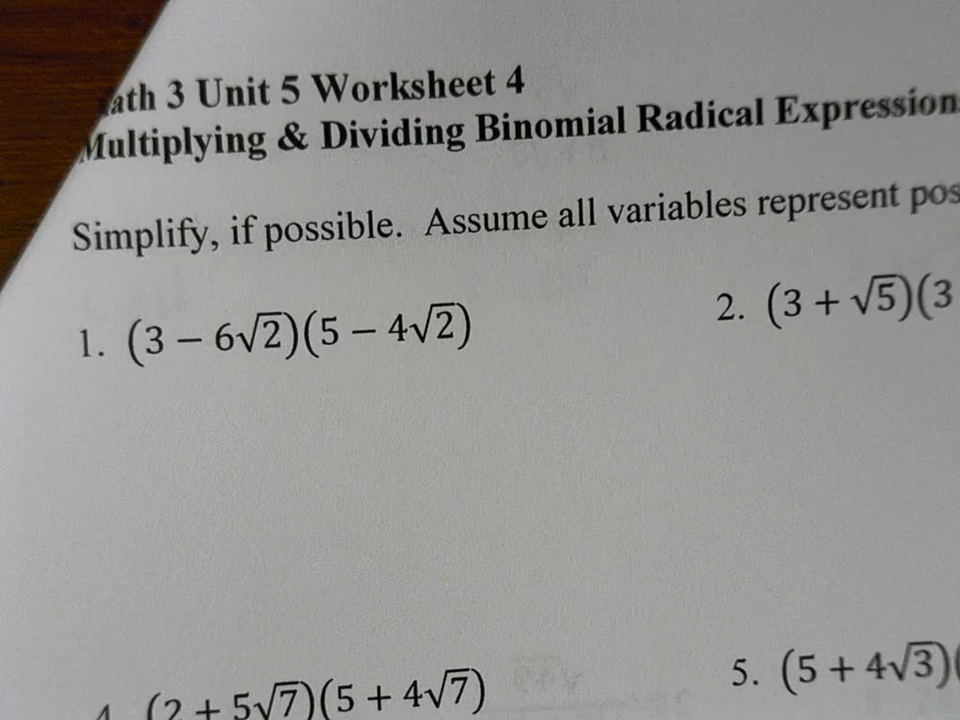 ath 3 Unit 5 Worksheet 4
Multiplying & Dividing Binomial Radical Expression
Simplify, if possible. Assume all variables represent pos
1. (3 − 6√2)(5 − 4√2)
2. (3 + √5)(3
4. (2 + 5√7)(5 + 4√7)
5. (5 + 4√3)(